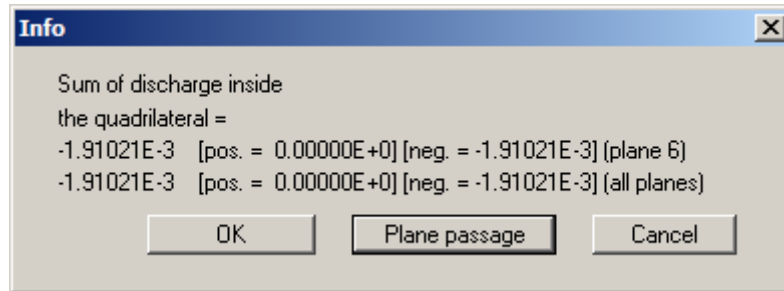 Info
Sum of discharge inside
the quadrilateral =
-1.91021E-3 [pos. = 0.00000E+0] [neg. = -1.91021E-3] (plane 6)
-1.91021E-3 [pos. = 0.00000E+0] [neg. = -1.91021E-3] (all planes)
OK Plane passage Cancel